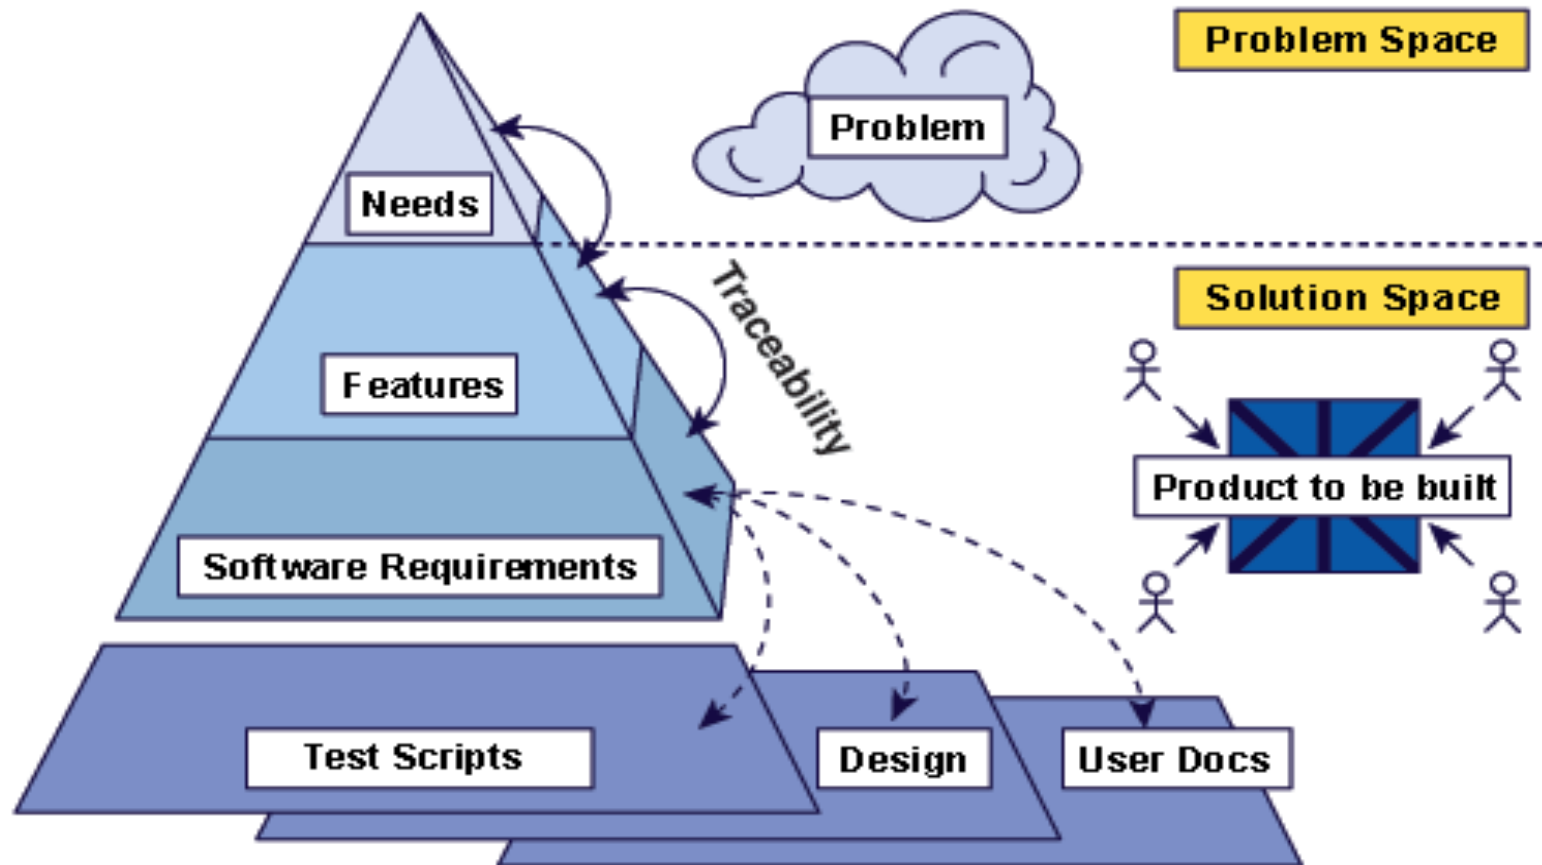 Problem Space
Problem
Needs
Traceability
Solution Space
Features
Product to be built
Software Requirements
Test Scripts
Design
User Docs